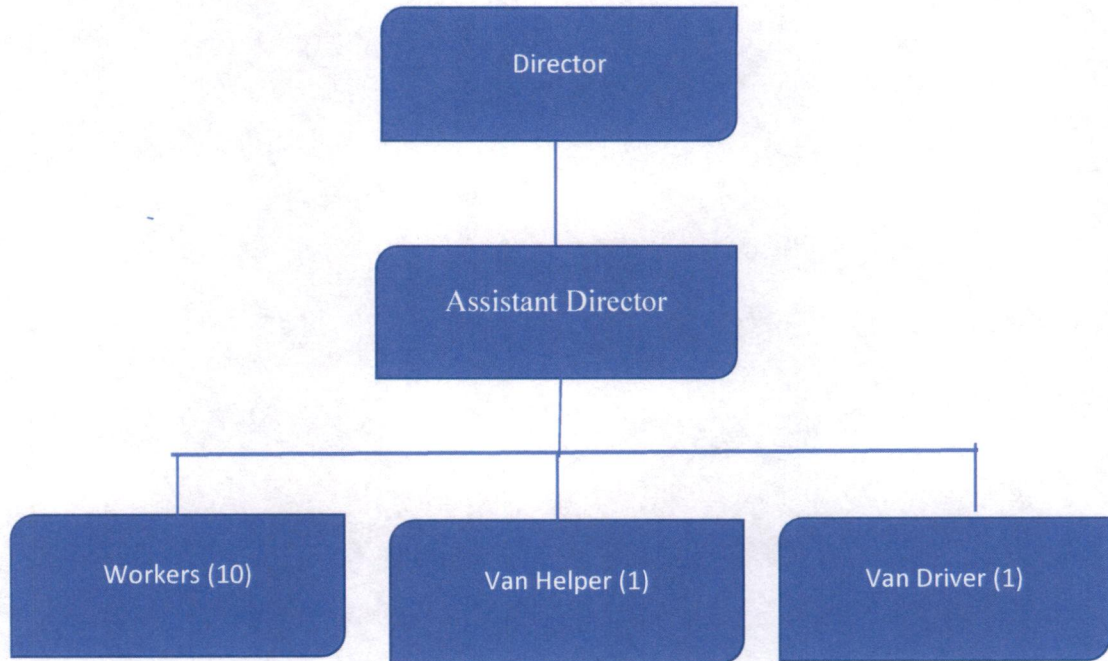 Director
Assistant Director
Workers (10)
Van Helper (1)
Van Driver (1)